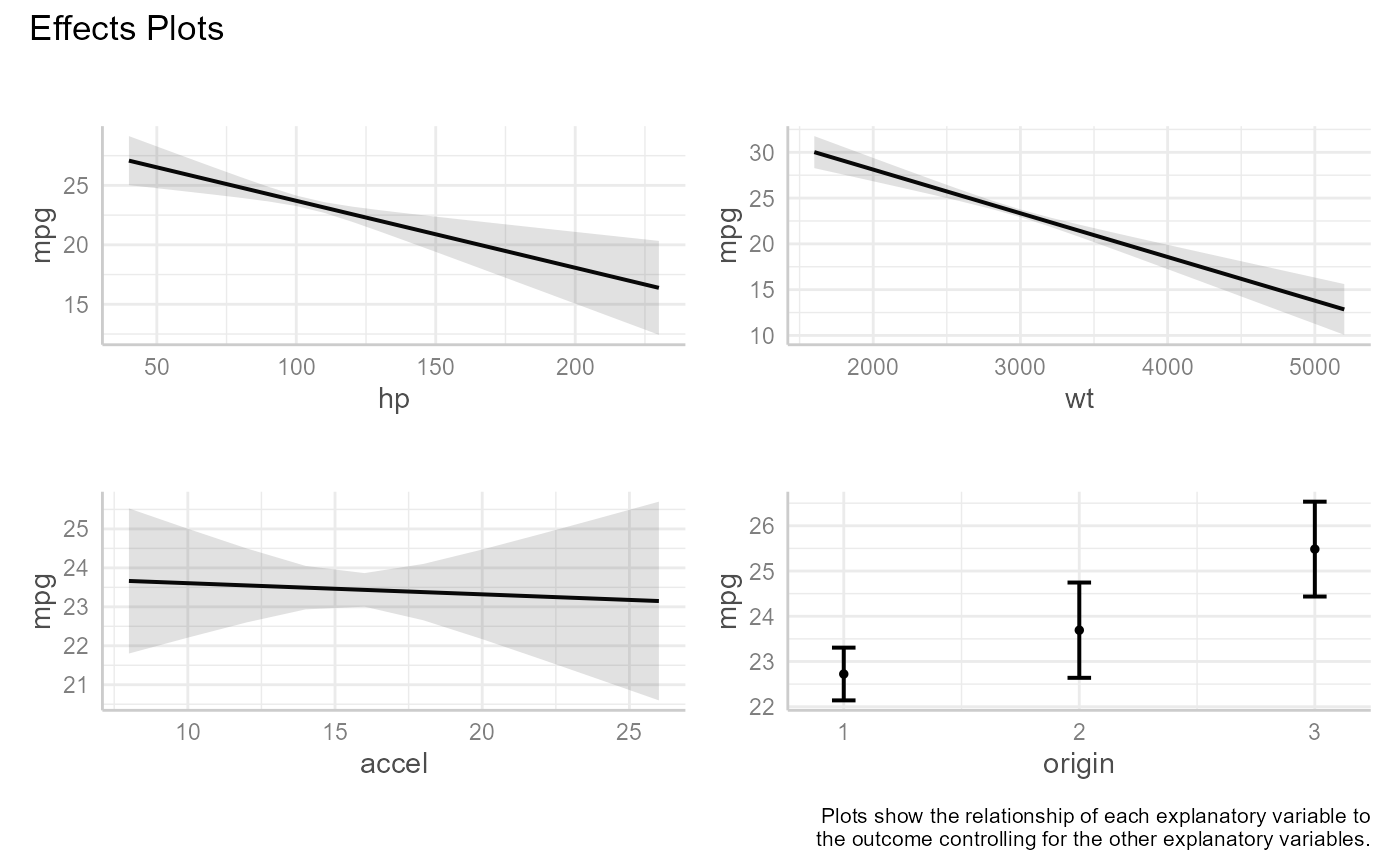 Effects Plots
mpg
25
20
15
50 100 150 200
hp
mpg
30
25
20
15
10
2000 3000 4000 5000
wt
mpg
25
24
23
22
21
10 15 20 25
accel
mpg
26
25
24
23
22
1 2 3
origin
Plots show the relationship of each explanatory variable to
the outcome controlling for the other explanatory variables.